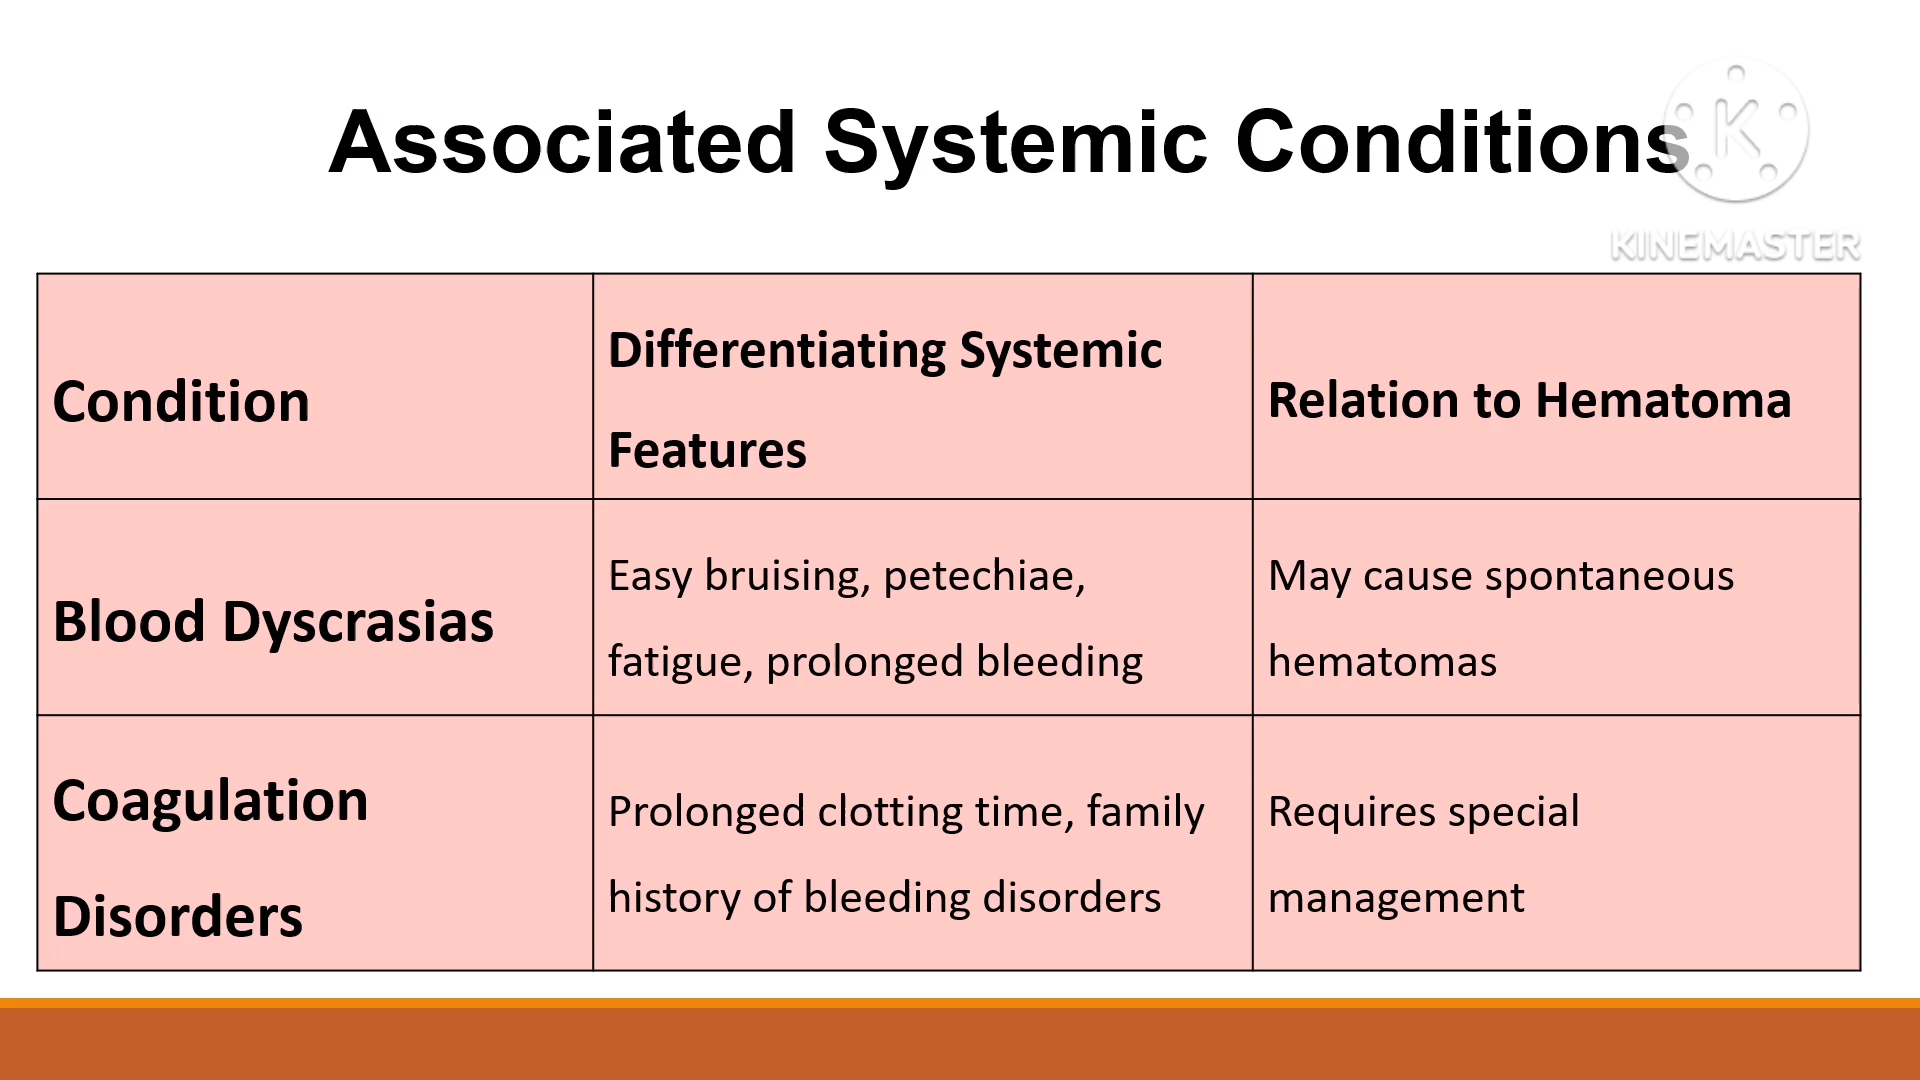 Associated Systemic Conditions
K
KINEMASTER
Condition
Differentiating Systemic
Features
Relation to Hematoma
Blood Dyscrasias
Easy bruising, petechiae,
fatigue, prolonged bleeding
May cause spontaneous
hematomas
Coagulation
Disorders
Prolonged clotting time, family
history of bleeding disorders
Requires special
management